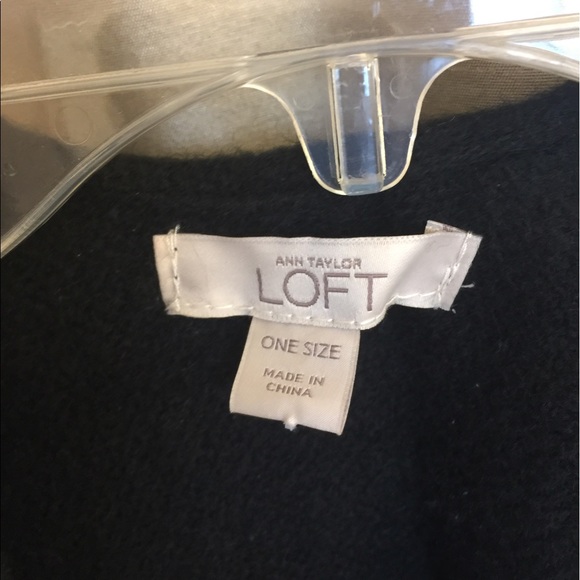 ANN TAYLOR
LOFT
ONE SIZE
MADE IN
CHINA